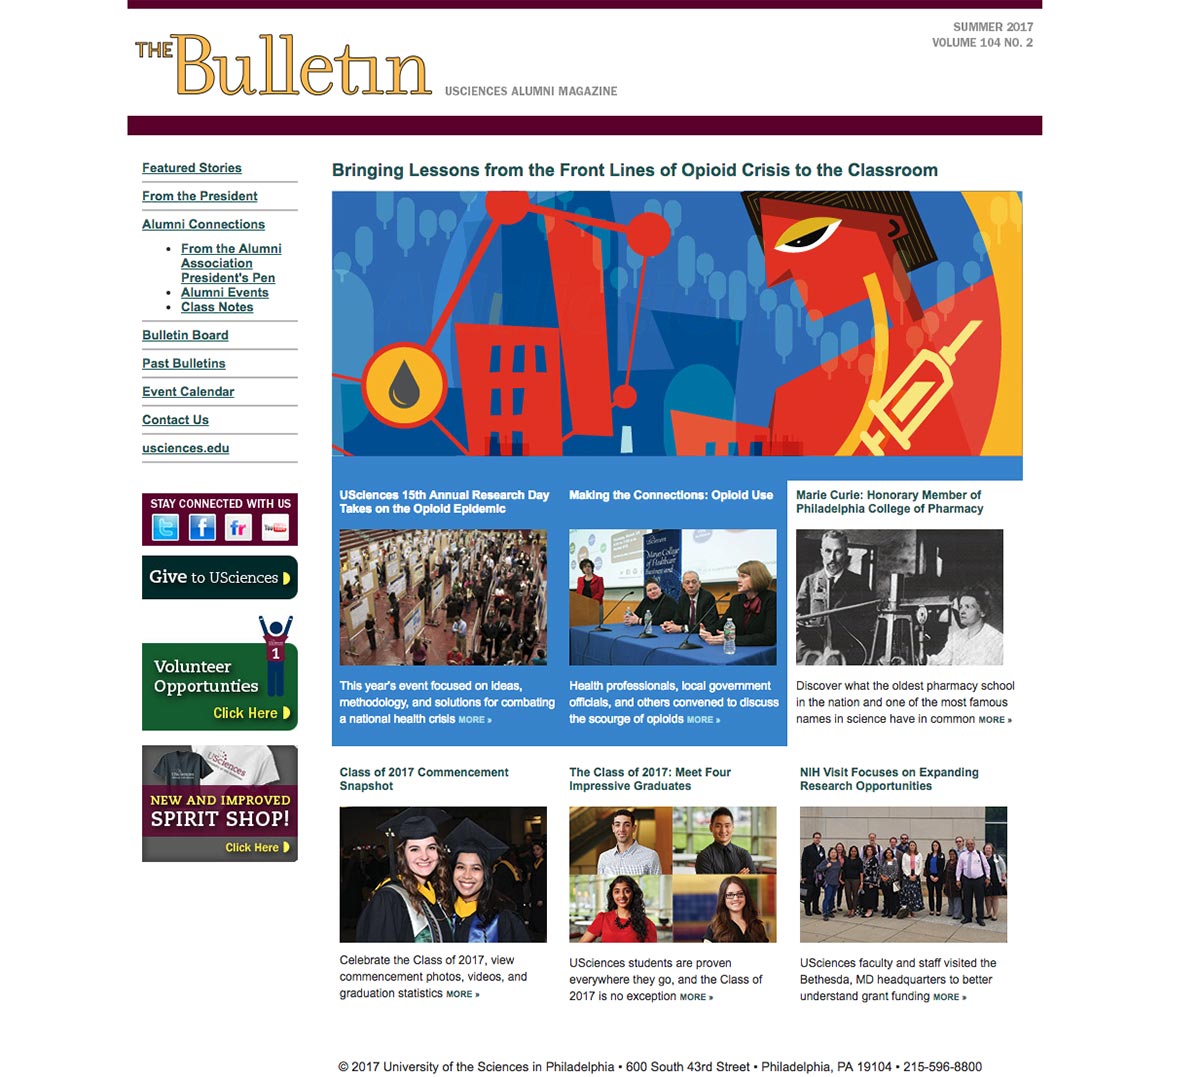 THE Bulletin
USCIENCES ALUMNI MAGAZINE
SUMMER 2017
VOLUME 104 NO. 2
Featured Stories
From the President
Alumni Connections
• From the Alumni
Association
President's Pen
• Alumni Events
• Class Notes
Bulletin Board
Past Bulletins
Event Calendar
Contact Us
usciences.edu
STAY CONNECTED WITH US
Give to USciences
1
Volunteer
Opportunties
Click Here
USciences
NEW AND IMPROVED
SPIRIT SHOP!
Click Here
Bringing Lessons from the Front Lines of Opioid Crisis to the Classroom
USciences 15th Annual Research Day
Takes on the Opioid Epidemic
This year's event focused on ideas,
methodology, and solutions for combating
a national health crisis MORE »
Making the Connections: Opioid Use
Health professionals, local government
officials, and others convened to discuss
the scourge of opioids MORE »
Marie Curie: Honorary Member of
Philadelphia College of Pharmacy
Discover what the oldest pharmacy school
in the nation and one of the most famous
names in science have in common MORE »
Class of 2017 Commencement
Snapshot
Celebrate the Class of 2017, view
commencement photos, videos, and
graduation statistics MORE »
The Class of 2017: Meet Four
Impressive Graduates
USciences students are proven
everywhere they go, and the Class of
2017 is no exception MORE »
NIH Visit Focuses on Expanding
Research Opportunities
USciences faculty and staff visited the
Bethesda, MD headquarters to better
understand grant funding MORE »
© 2017 University of the Sciences in Philadelphia • 600 South 43rd Street • Philadelphia, PA 19104 • 215-596-8800